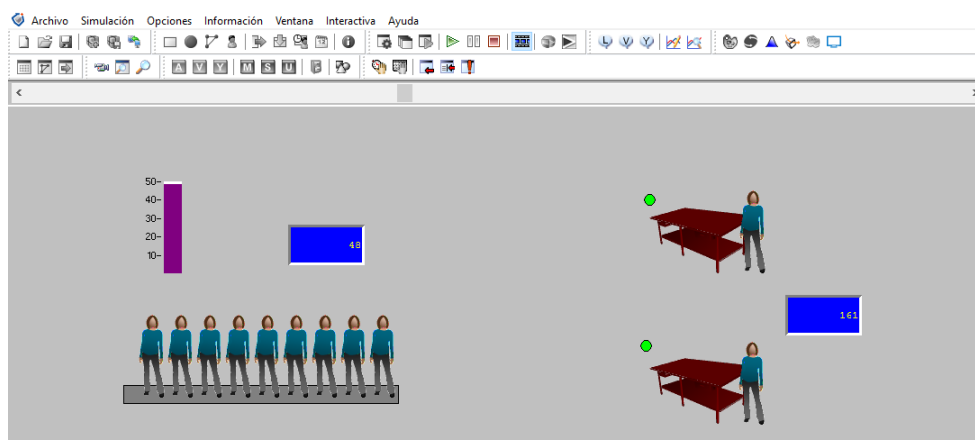 Archivo Simulación Opciones Información Ventana Interactiva Ayuda
A V Y M S U
L V Y
<
50-
40-
30-
20-
10-
48
161